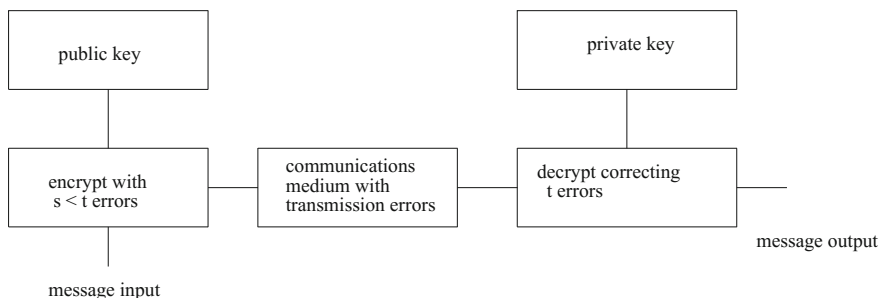 public key
private key
encrypt with
s < t errors
communications
medium with
transmission errors
decrypt correcting
t errors
message output
message input